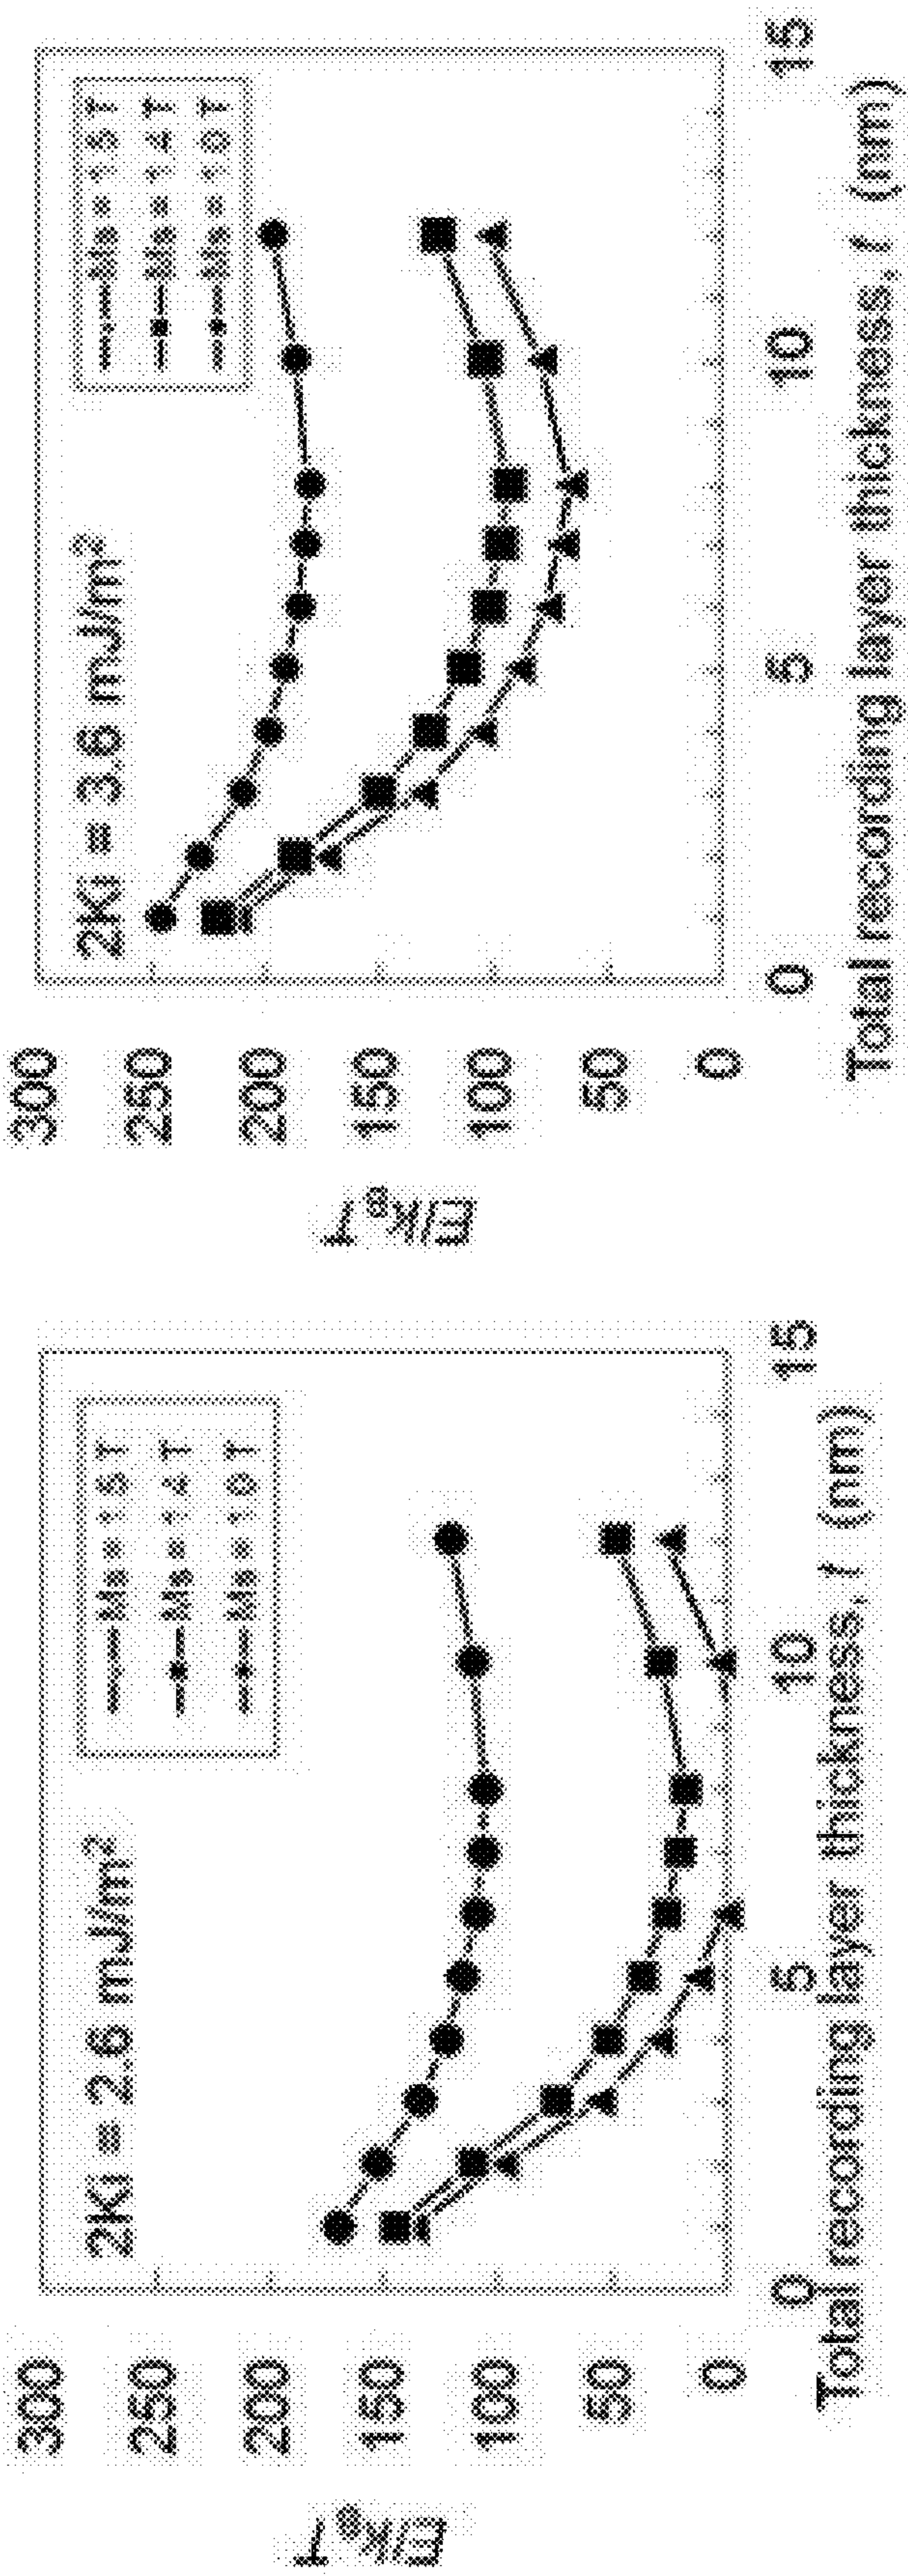 2Ki = 2.6 mJ/m²
Ms = 1.5 T
Ms = 1.4 T
Ms = 1.0 T
300
250
200
150
100
50
0
E/kBT
0
5
10
15
Total recording layer thickness, t (nm)
2Ki = 3.6 mJ/m²
Ms = 1.5 T
Ms = 1.4 T
Ms = 1.0 T
300
250
200
150
100
50
0
E/kBT
0
5
10
15
Total recording layer thickness, t (nm)